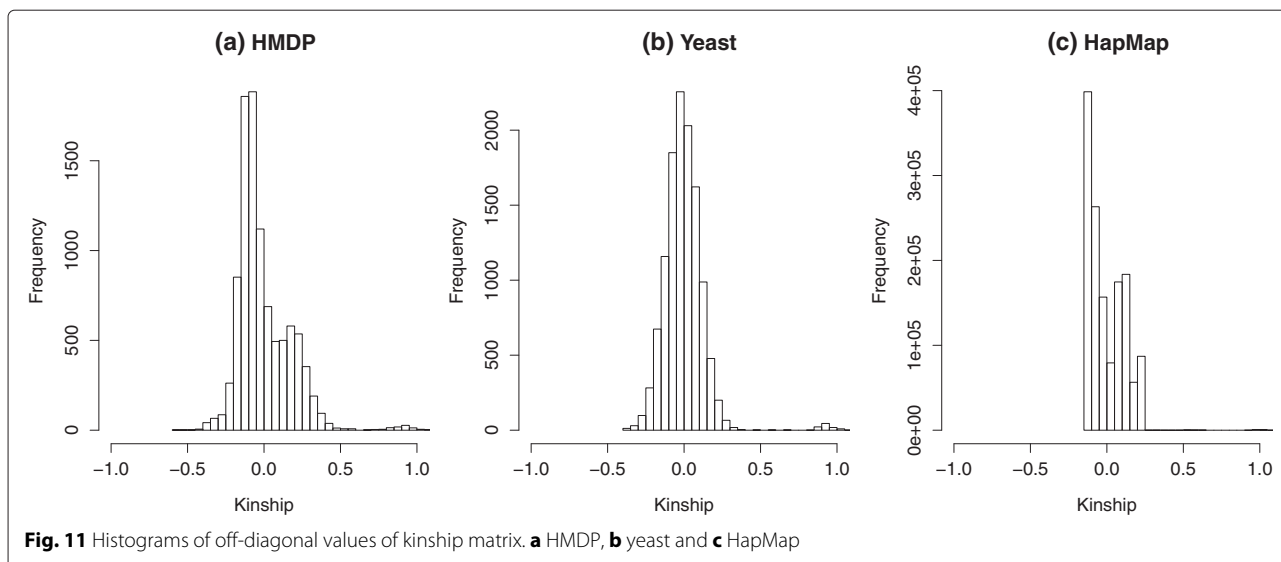 (a) HMDP
Frequency
0 500 1000 1500
−1.0 −0.5 0.0 0.5 1.0
Kinship
(b) Yeast
Frequency
0 500 1000 1500 2000
−1.0 −0.5 0.0 0.5 1.0
Kinship
(c) HapMap
Frequency
0e+00 1e+05 2e+05 3e+05 4e+05
−1.0 −0.5 0.0 0.5 1.0
Kinship
Fig. 11 Histograms of off-diagonal values of kinship matrix. a HMDP, b yeast and c HapMap